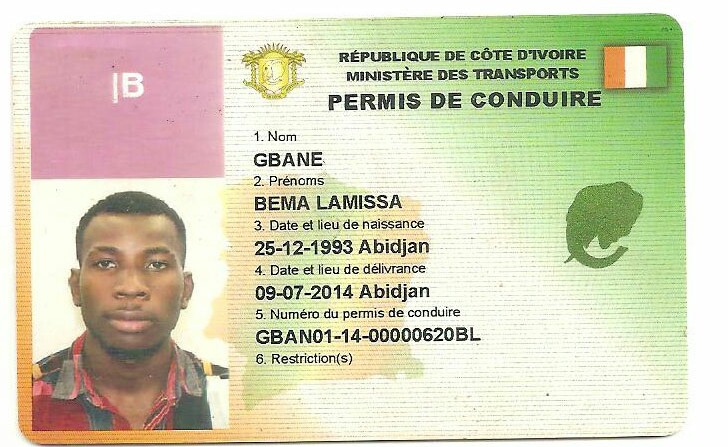 |B
RÉPUBLIQUE DE CÔTE D'IVOIRE
MINISTÈRE DES TRANSPORTS
PERMIS DE CONDUIRE
1. Nom
GBANE
2. Prénoms
BEMA LAMISSA
3. Date et lieu de naissance
25-12-1993 Abidjan
4. Date et lieu de délivrance
09-07-2014 Abidjan
5. Numéro du permis de conduire
GBAN01-14-00000620BL
6. Restriction(s)